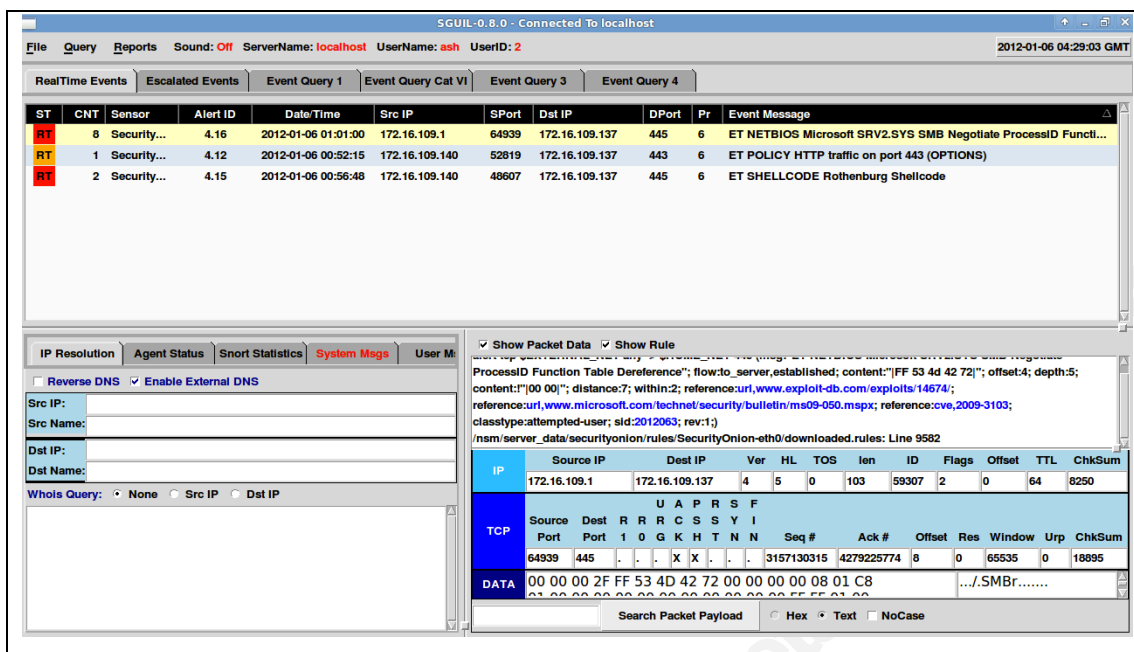 SGUIL-0.8.0 - Connected To localhost
File Query Reports Sound: Off ServerName: localhost UserName: ash UserID: 2 2012-01-06 04:29:03 GMT
RealTime Events Escalated Events Event Query 1 Event Query Cat VI Event Query 3 Event Query 4
ST CNT Sensor Alert ID Date/Time Src IP SPort Dst IP DPort Pr Event Message
RT 8 Security... 4.16 2012-01-06 01:01:00 172.16.109.1 64939 172.16.109.137 445 6 ET NETBIOS Microsoft SRV2.SYS SMB Negotiate ProcessID Functi...
RT 1 Security... 4.12 2012-01-06 00:52:15 172.16.109.140 52819 172.16.109.137 443 6 ET POLICY HTTP traffic on port 443 (OPTIONS)
RT 2 Security... 4.15 2012-01-06 00:56:48 172.16.109.140 48607 172.16.109.137 445 6 ET SHELLCODE Rothenburg Shellcode
IP Resolution Agent Status Snort Statistics System Msgs User M
Reverse DNS Enable External DNS
Src IP:
Src Name:
Dst IP:
Dst Name:
Whois Query: None Src IP Dst IP
Show Packet Data Show Rule
ProcessID Function Table Dereference"; flow:to_server,established; content:"|FF 53 4d 42 72|"; offset:4; depth:5;
content:!"|00 00|"; distance:7; within:2; reference:url,www.exploit-db.com/exploits/14674/;
reference:url,www.microsoft.com/technet/security/bulletin/ms09-050.mspx; reference:cve,2009-3103;
classtype:attempted-user; sid:2012063; rev:1;)
/nsm/server_data/securityonion/rules/SecurityOnion-eth0/downloaded.rules: Line 9582
IP
Source IP Dest IP Ver HL TOS len ID Flags Offset TTL ChkSum
172.16.109.1 172.16.109.137 4 5 0 103 59307 2 0 64 8250
TCP
U A P R S F
Source Dest R R R C S S Y I
Port Port 1 0 G K H T N N Seq # Ack # Offset Res Window Urp ChkSum
64939 445 . . . X X . . . 3157130315 4279225774 8 0 65535 0 18895
DATA 00 00 00 2F FF 53 4D 42 72 00 00 00 00 08 01 C8 .../.SMBr.......
Search Packet Payload Hex Text NoCase